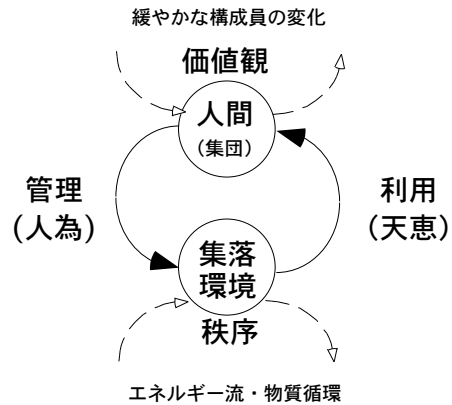 緩やかな構成員の変化
価値観
人間
(集団)
管理
(人為)
利用
(天恵)
集落
環境
秩序
エネルギー流・物質循環